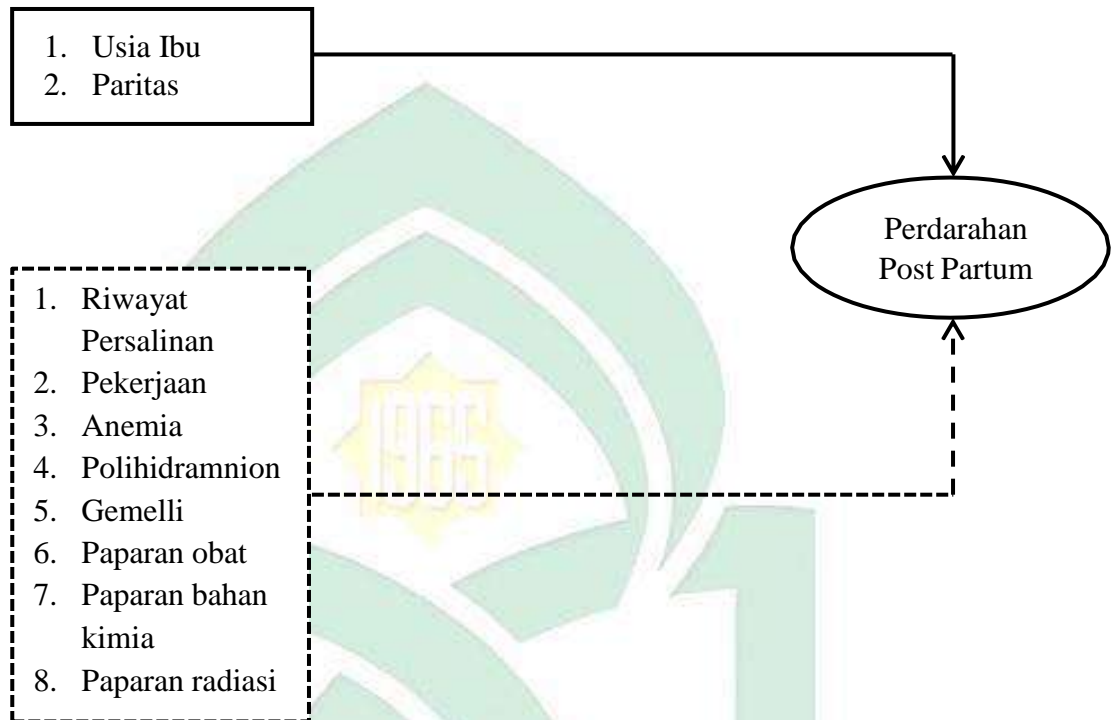 1. Usia Ibu
2. Paritas
Perdarahan
Post Partum
1. Riwayat
Persalinan
2. Pekerjaan
3. Anemia
4. Polihidramnion
5. Gemelli
6. Paparan obat
7. Paparan bahan
kimia
8. Paparan radiasi